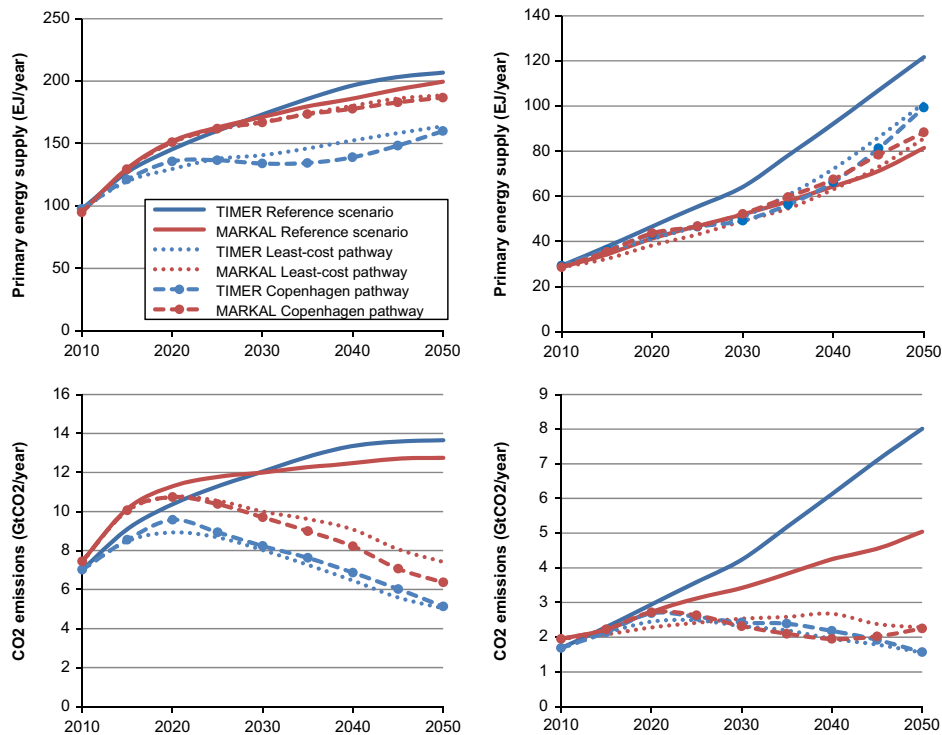 Primary energy supply (EJ/year)
250
200
150
100
50
0
2010 2020 2030 2040 2050
TIMER Reference scenario
MARKAL Reference scenario
TIMER Least-cost pathway
MARKAL Least-cost pathway
TIMER Copenhagen pathway
MARKAL Copenhagen pathway
Primary energy supply (EJ/year)
140
120
100
80
60
40
20
0
2010 2020 2030 2040 2050
CO2 emissions (GtCO2/year)
16
14
12
10
8
6
4
2
0
2010 2020 2030 2040 2050
CO2 emissions (GtCO2/year)
9
8
7
6
5
4
3
2
1
0
2010 2020 2030 2040 2050